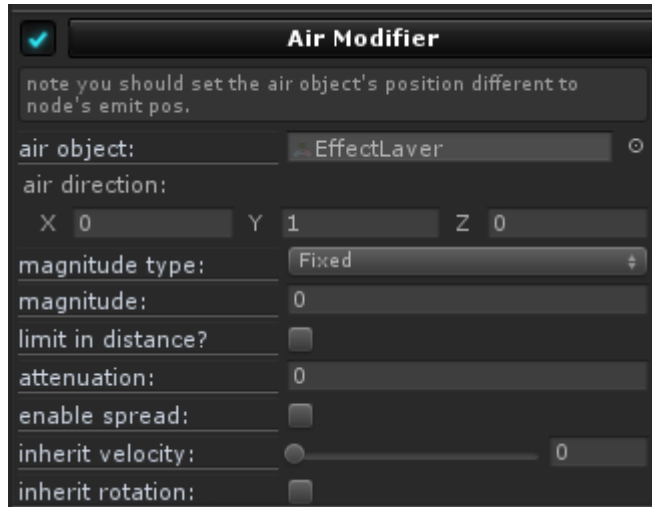 Air Modifier
note you should set the air object's position different to
node's emit pos.
air object: EffectLaver
air direction:
X 0 Y 1 Z 0
magnitude type: Fixed
magnitude: 0
limit in distance?
attenuation: 0
enable spread:
inherit velocity: 0
inherit rotation: